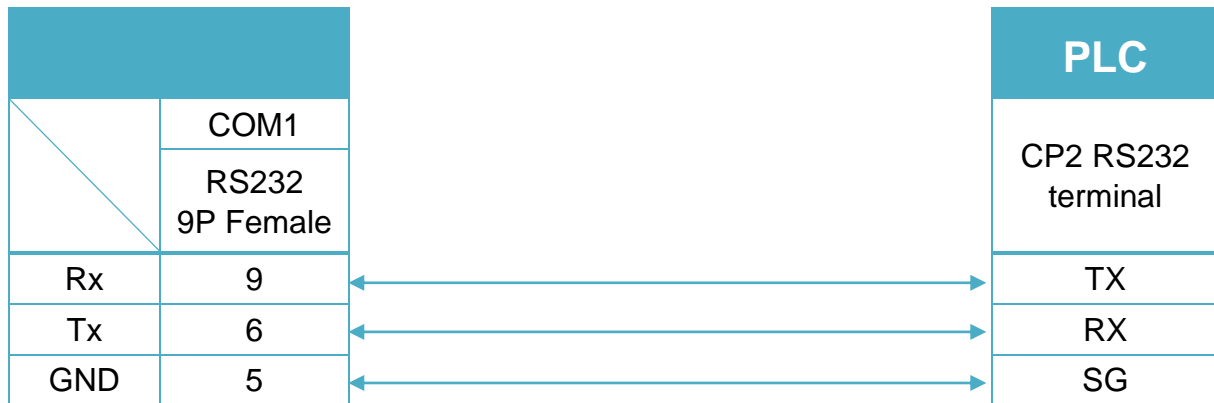 PLC
COM1
RS232
9P Female
CP2 RS232
terminal
Rx 9 TX
Tx 6 RX
GND 5 SG